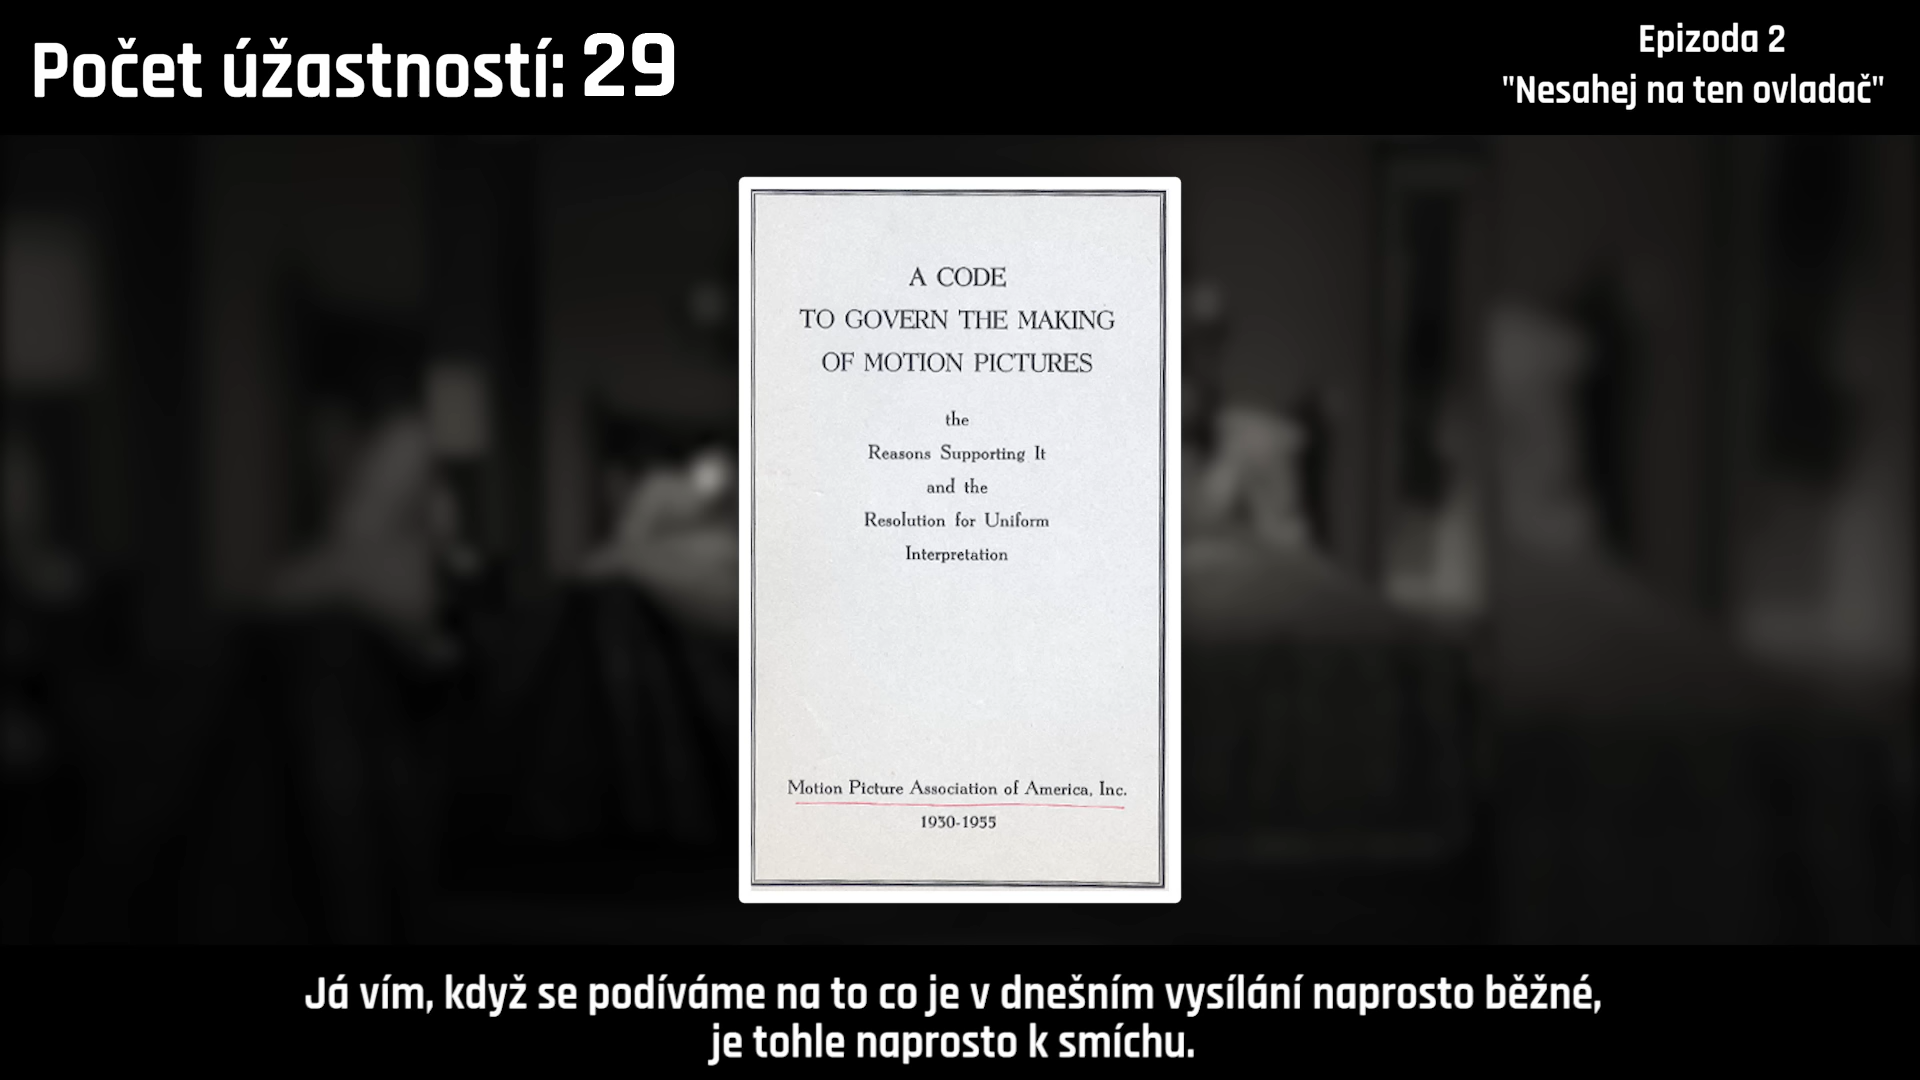 Počet úžastností: 29
Epizoda 2
"Nesahej na ten ovladač"
A CODE
TO GOVERN THE MAKING
OF MOTION PICTURES
the
Reasons Supporting It
and the
Resolution for Uniform
Interpretation
Motion Picture Association of America, Inc.
1930-1955
Já vím, když se podíváme na to co je v dnešním vysílání naprosto běžné,
je tohle naprosto k smíchu.